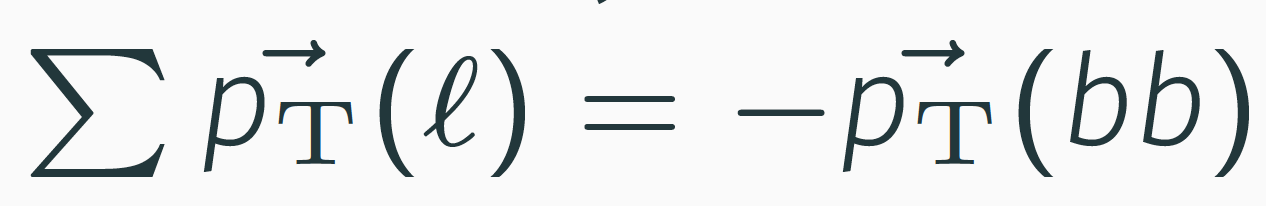 ∑ p⃗_T(ℓ) = −p⃗_T(bb)